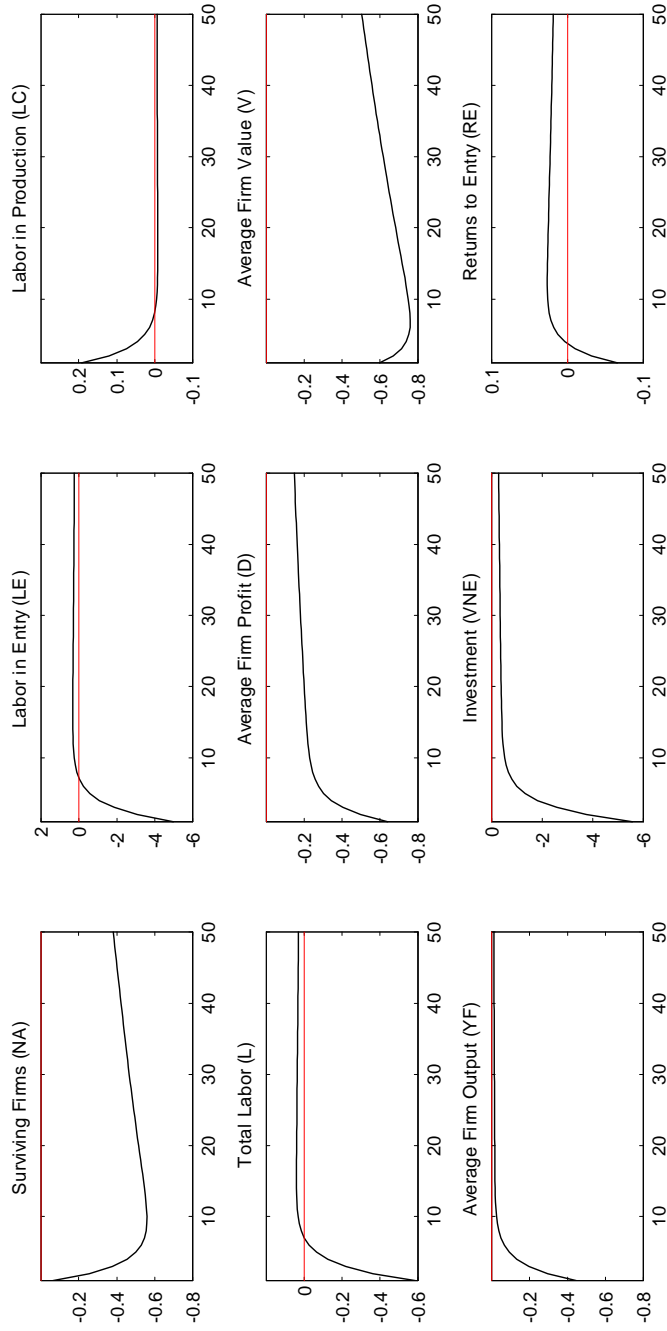 Surviving Firms (NA)
-0.2
-0.4
-0.6
-0.8
10 20 30 40 50
Labor in Entry (LE)
2
0
-2
-4
-6
10 20 30 40 50
Labor in Production (LC)
0.2
0.1
0
-0.1
10 20 30 40 50
Total Labor (L)
0
-0.2
-0.4
-0.6
10 20 30 40 50
Average Firm Profit (D)
-0.2
-0.4
-0.6
-0.8
10 20 30 40 50
Average Firm Value (V)
-0.2
-0.4
-0.6
-0.8
10 20 30 40 50
Average Firm Output (YF)
-0.2
-0.4
-0.6
-0.8
10 20 30 40 50
Investment (VNE)
0
-2
-4
-6
10 20 30 40 50
Returns to Entry (RE)
0.1
0
-0.1
10 20 30 40 50